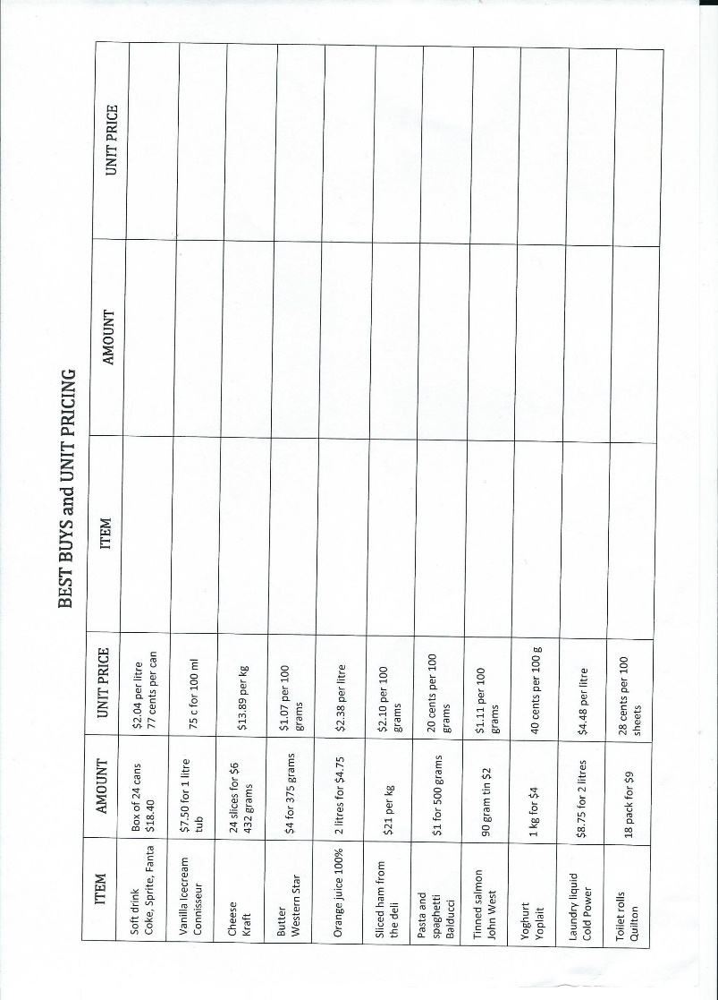 BEST BUYS and UNIT PRICING
ITEM AMOUNT UNIT PRICE ITEM AMOUNT UNIT PRICE
Soft drink
Coke, Sprite, Fanta
Box of 24 cans
$18.40
$2.04 per litre
77 cents per can
Vanilla Icecream
Connisseur
$7.50 for 1 litre
tub
75 c for 100 ml
Cheese
Kraft
24 slices for $6
432 grams
$13.89 per kg
Butter
Western Star
$4 for 375 grams
$1.07 per 100
grams
Orange juice 100%
2 litres for $4.75
$2.38 per litre
Sliced ham from
the deli
$21 per kg
$2.10 per 100
grams
Pasta and
spaghetti
Balducci
$1 for 500 grams
20 cents per 100
grams
Tinned salmon
John West
90 gram tin $2
$1.11 per 100
grams
Yoghurt
Yoplait
1 kg for $4
40 cents per 100 g
Laundry liquid
Cold Power
$8.75 for 2 litres
$4.48 per litre
Toilet rolls
Quilton
18 pack for $9
28 cents per 100
sheets